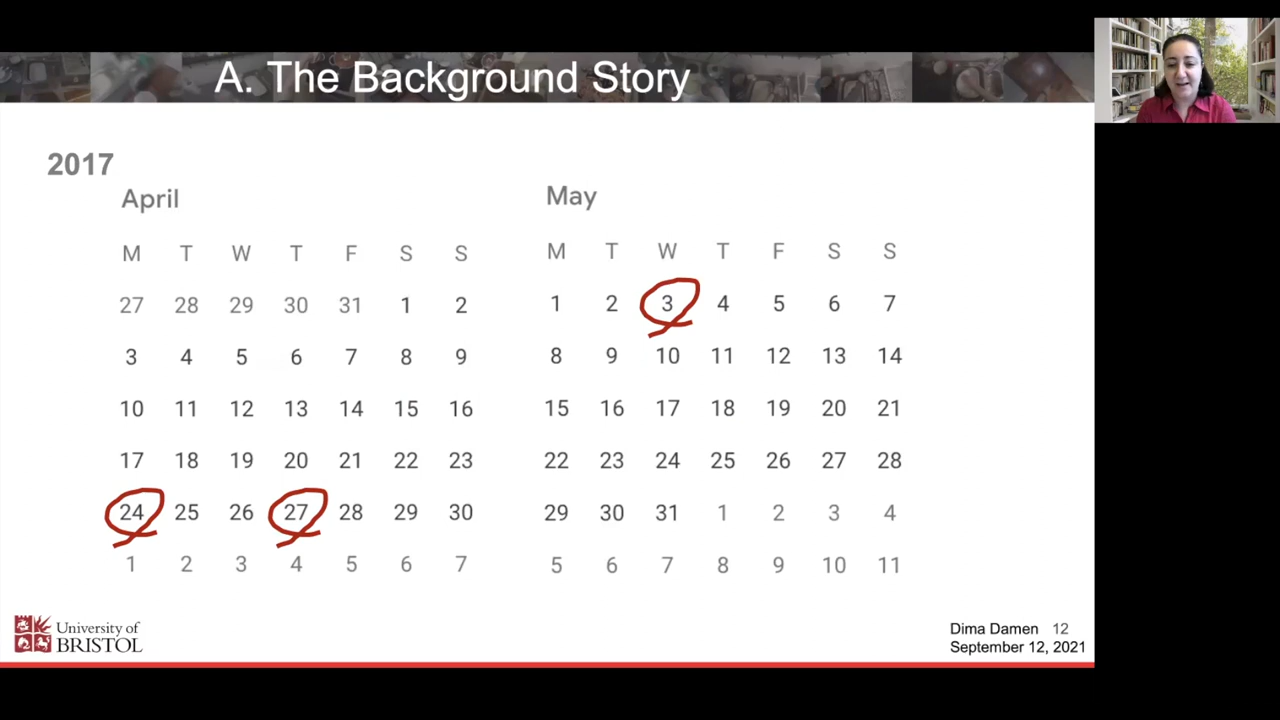 A. The Background Story
2017
April
M T W T F S S
27 28 29 30 31 1 2
3 4 5 6 7 8 9
10 11 12 13 14 15 16
17 18 19 20 21 22 23
24 25 26 27 28 29 30
1 2 3 4 5 6 7
May
M T W T F S S
1 2 3 4 5 6 7
8 9 10 11 12 13 14
15 16 17 18 19 20 21
22 23 24 25 26 27 28
29 30 31 1 2 3 4
5 6 7 8 9 10 11
University of
BRISTOL
Dima Damen 12
September 12, 2021